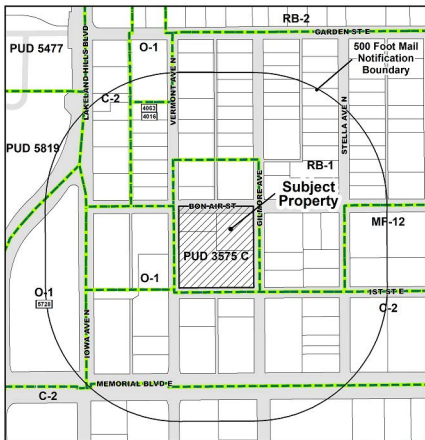 RB-2
GARDEN ST E
PUD 5477
O-1
LAKELAND HILLS BLVD
VERMONT AVE N
500 Foot Mail
Notification
Boundary
C-2
4053
4016
STELLA AVE N
PUD 5819
RB-1
GILMORE AVE
Subject
Property
BON AIR ST
MF-12
PUD 3575 C
O-1
O-1
1ST ST E
5728
C-2
IOWA AVE N
MEMORIAL BLVD E
C-2